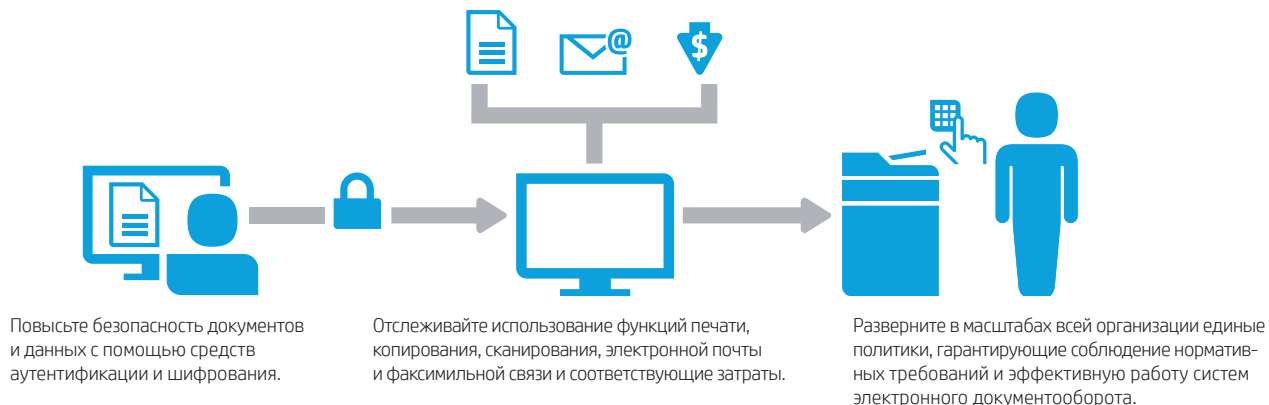 @
$
Повысьте безопасность документов
и данных с помощью средств
аутентификации и шифрования.
Отслеживайте использование функций печати,
копирования, сканирования, электронной почты
и факсимильной связи и соответствующие затраты.
Разверните в масштабах всей организации единые
политики, гарантирующие соблюдение норматив-
ных требований и эффективную работу систем
электронного документооборота.